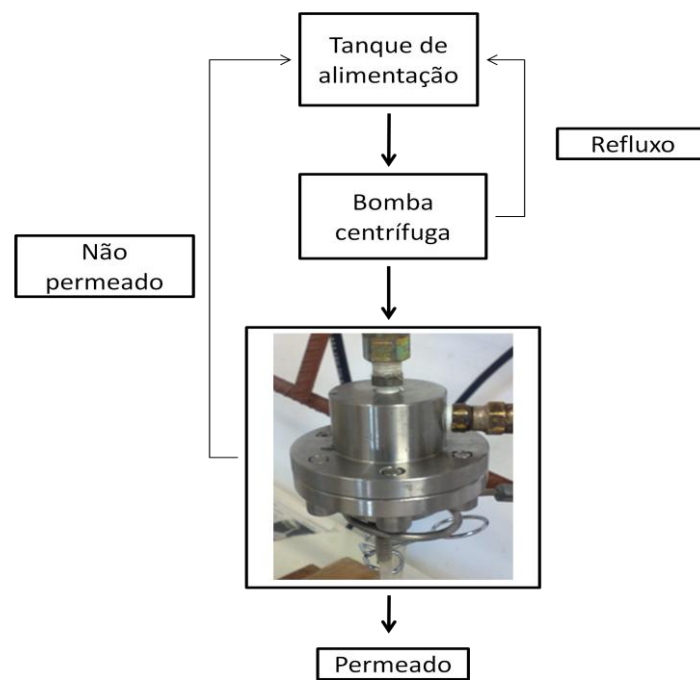 Tanque de
alimentação
Refluxo
Bomba
centrífuga
Não
permeado
Permeado